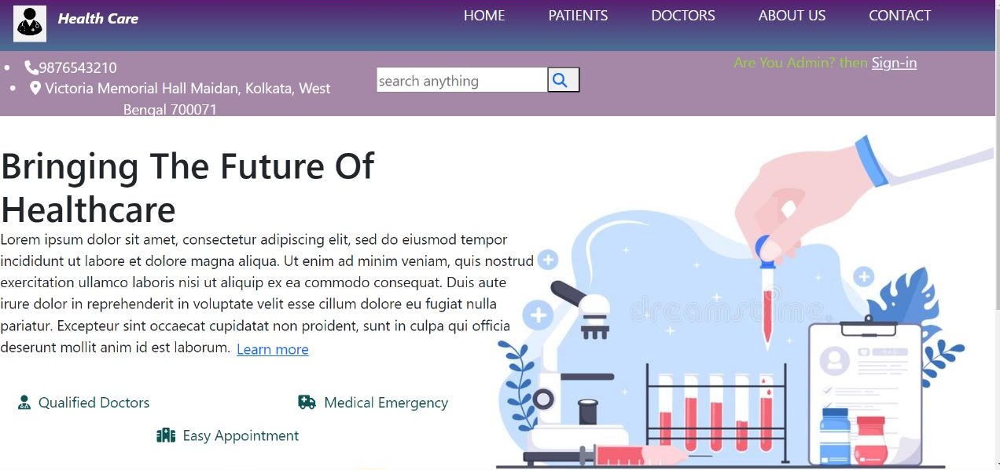 Health Care
HOME PATIENTS DOCTORS ABOUT US CONTACT
9876543210
Victoria Memorial Hall Maidan, Kolkata, West
Bengal 700071
search anything
Are You Admin? then Sign-in
Bringing The Future Of
Healthcare
Lorem ipsum dolor sit amet, consectetur adipiscing elit, sed do eiusmod tempor
incididunt ut labore et dolore magna aliqua. Ut enim ad minim veniam, quis nostrud
exercitation ullamco laboris nisi ut aliquip ex ea commodo consequat. Duis aute
irure dolor in reprehenderit in voluptate velit esse cillum dolore eu fugiat nulla
pariatur. Excepteur sint occaecat cupidatat non proident, sunt in culpa qui officia
deserunt mollit anim id est laborum. Learn more
dreamstime
Qualified Doctors
Medical Emergency
Easy Appointment